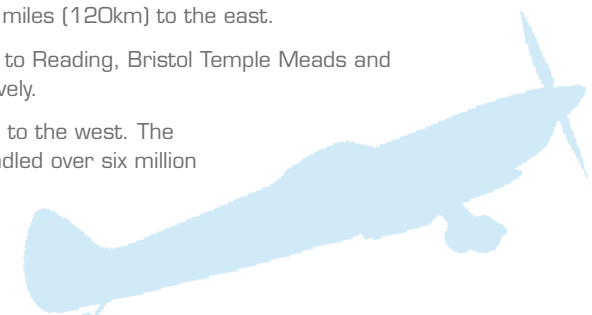 miles (120km) to the east.
to Reading, Bristol Temple Meads and
vely.
to the west. The
dled over six million